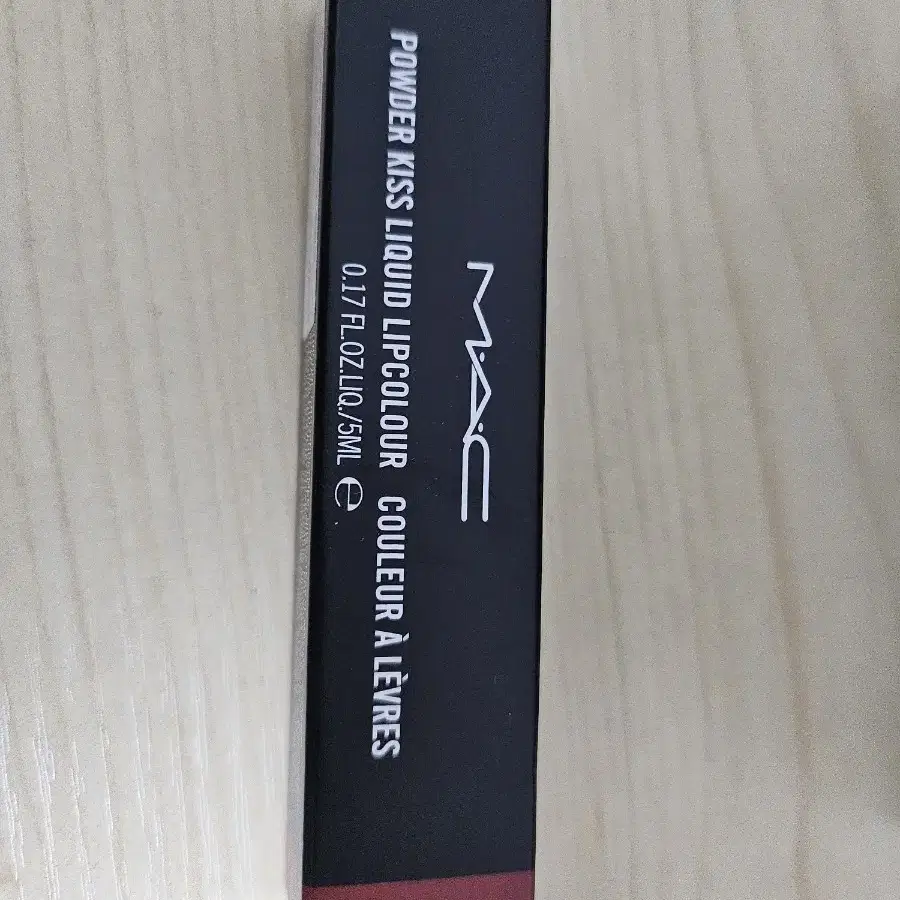 M·A·C
POWDER KISS LIQUID LIPCOLOUR COULEUR À LÈVRES
0.17 FL.OZ.LIQ./5ML ℮